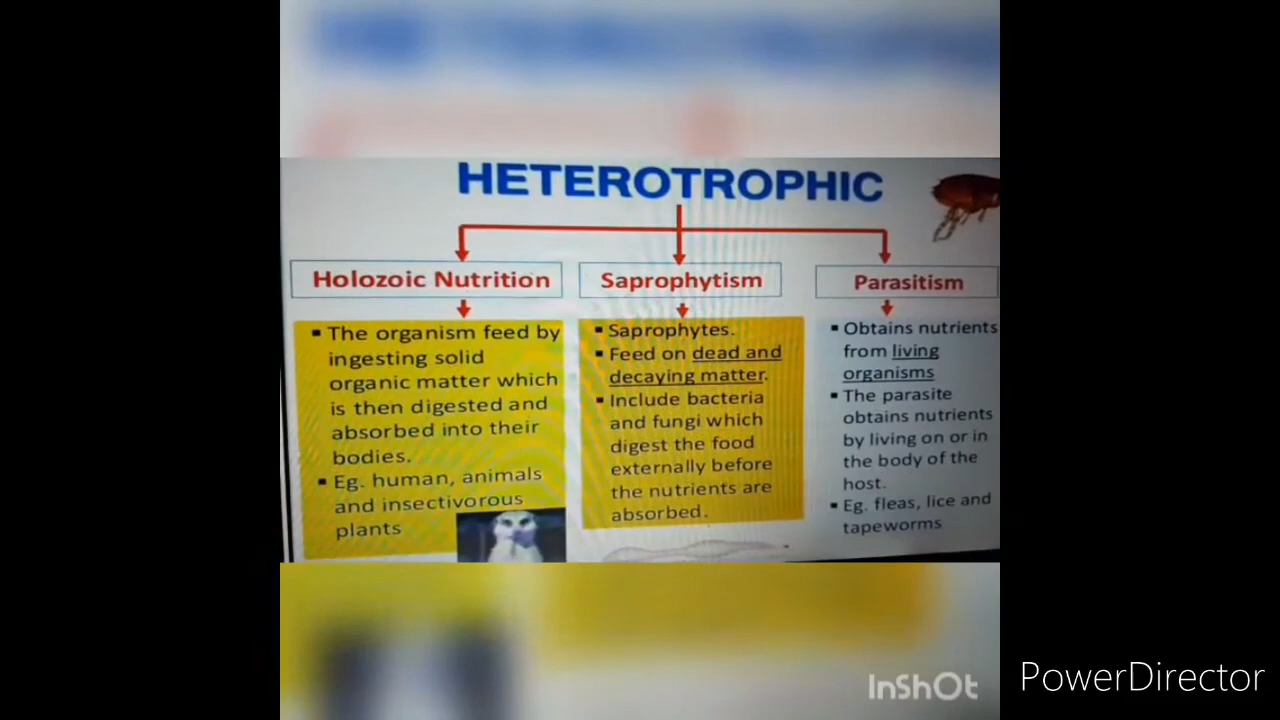 HETEROTROPHIC
Holozoic Nutrition
▪ The organism feed by
ingesting solid
organic matter which
is then digested and
absorbed into their
bodies.
▪ Eg. human, animals
and insectivorous
plants
Saprophytism
▪ Saprophytes.
▪ Feed on dead and
decaying matter.
▪ Include bacteria
and fungi which
digest the food
externally before
the nutrients are
absorbed.
Parasitism
▪ Obtains nutrients
from living
organisms
▪ The parasite
obtains nutrients
by living on or in
the body of the
host.
▪ Eg. fleas, lice and
tapeworms
InShOt
PowerDirector